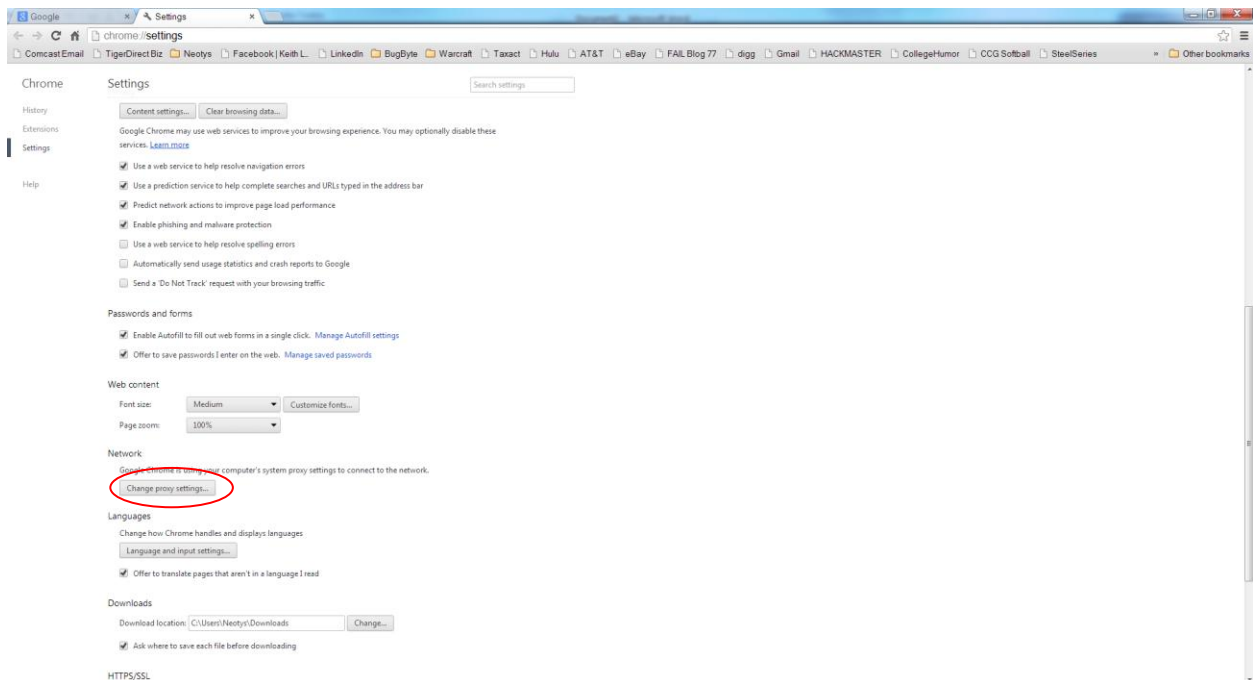 Google
Settings
chrome://settings
Comcast Email TigerDirectBiz Neotys Facebook | Keith L. LinkedIn BugByte Warcraft Taxact Hulu AT&T eBay FAIL Blog 77 digg Gmail HACKMASTER CollegeHumor CCG Softball SteelSeries » Other bookmarks
Chrome
History
Extensions
Settings
Help
Settings
Search settings
Content settings... Clear browsing data...
Google Chrome may use web services to improve your browsing experience. You may optionally disable these
services. Learn more
Use a web service to help resolve navigation errors
Use a prediction service to help complete searches and URLs typed in the address bar
Predict network actions to improve page load performance
Enable phishing and malware protection
Use a web service to help resolve spelling errors
Automatically send usage statistics and crash reports to Google
Send a 'Do Not Track' request with your browsing traffic
Passwords and forms
Enable Autofill to fill out web forms in a single click. Manage Autofill settings
Offer to save passwords I enter on the web. Manage saved passwords
Web content
Font size: Medium Customize fonts...
Page zoom: 100%
Network
Google Chrome is using your computer's system proxy settings to connect to the network.
Change proxy settings...
Languages
Change how Chrome handles and displays languages
Language and input settings...
Offer to translate pages that aren't in a language I read
Downloads
Download location: C:\Users\Neotys\Downloads Change...
Ask where to save each file before downloading
HTTPS/SSL